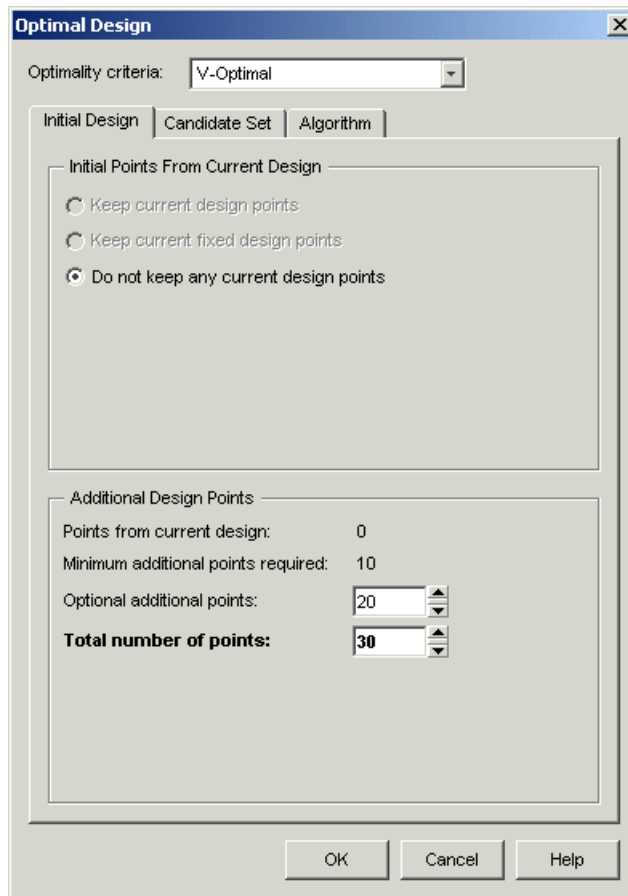 Optimal Design
Optimality criteria: V-Optimal
Initial Design Candidate Set Algorithm
Initial Points From Current Design
Keep current design points
Keep current fixed design points
Do not keep any current design points
Additional Design Points
Points from current design: 0
Minimum additional points required: 10
Optional additional points: 20
Total number of points: 30
OK Cancel Help